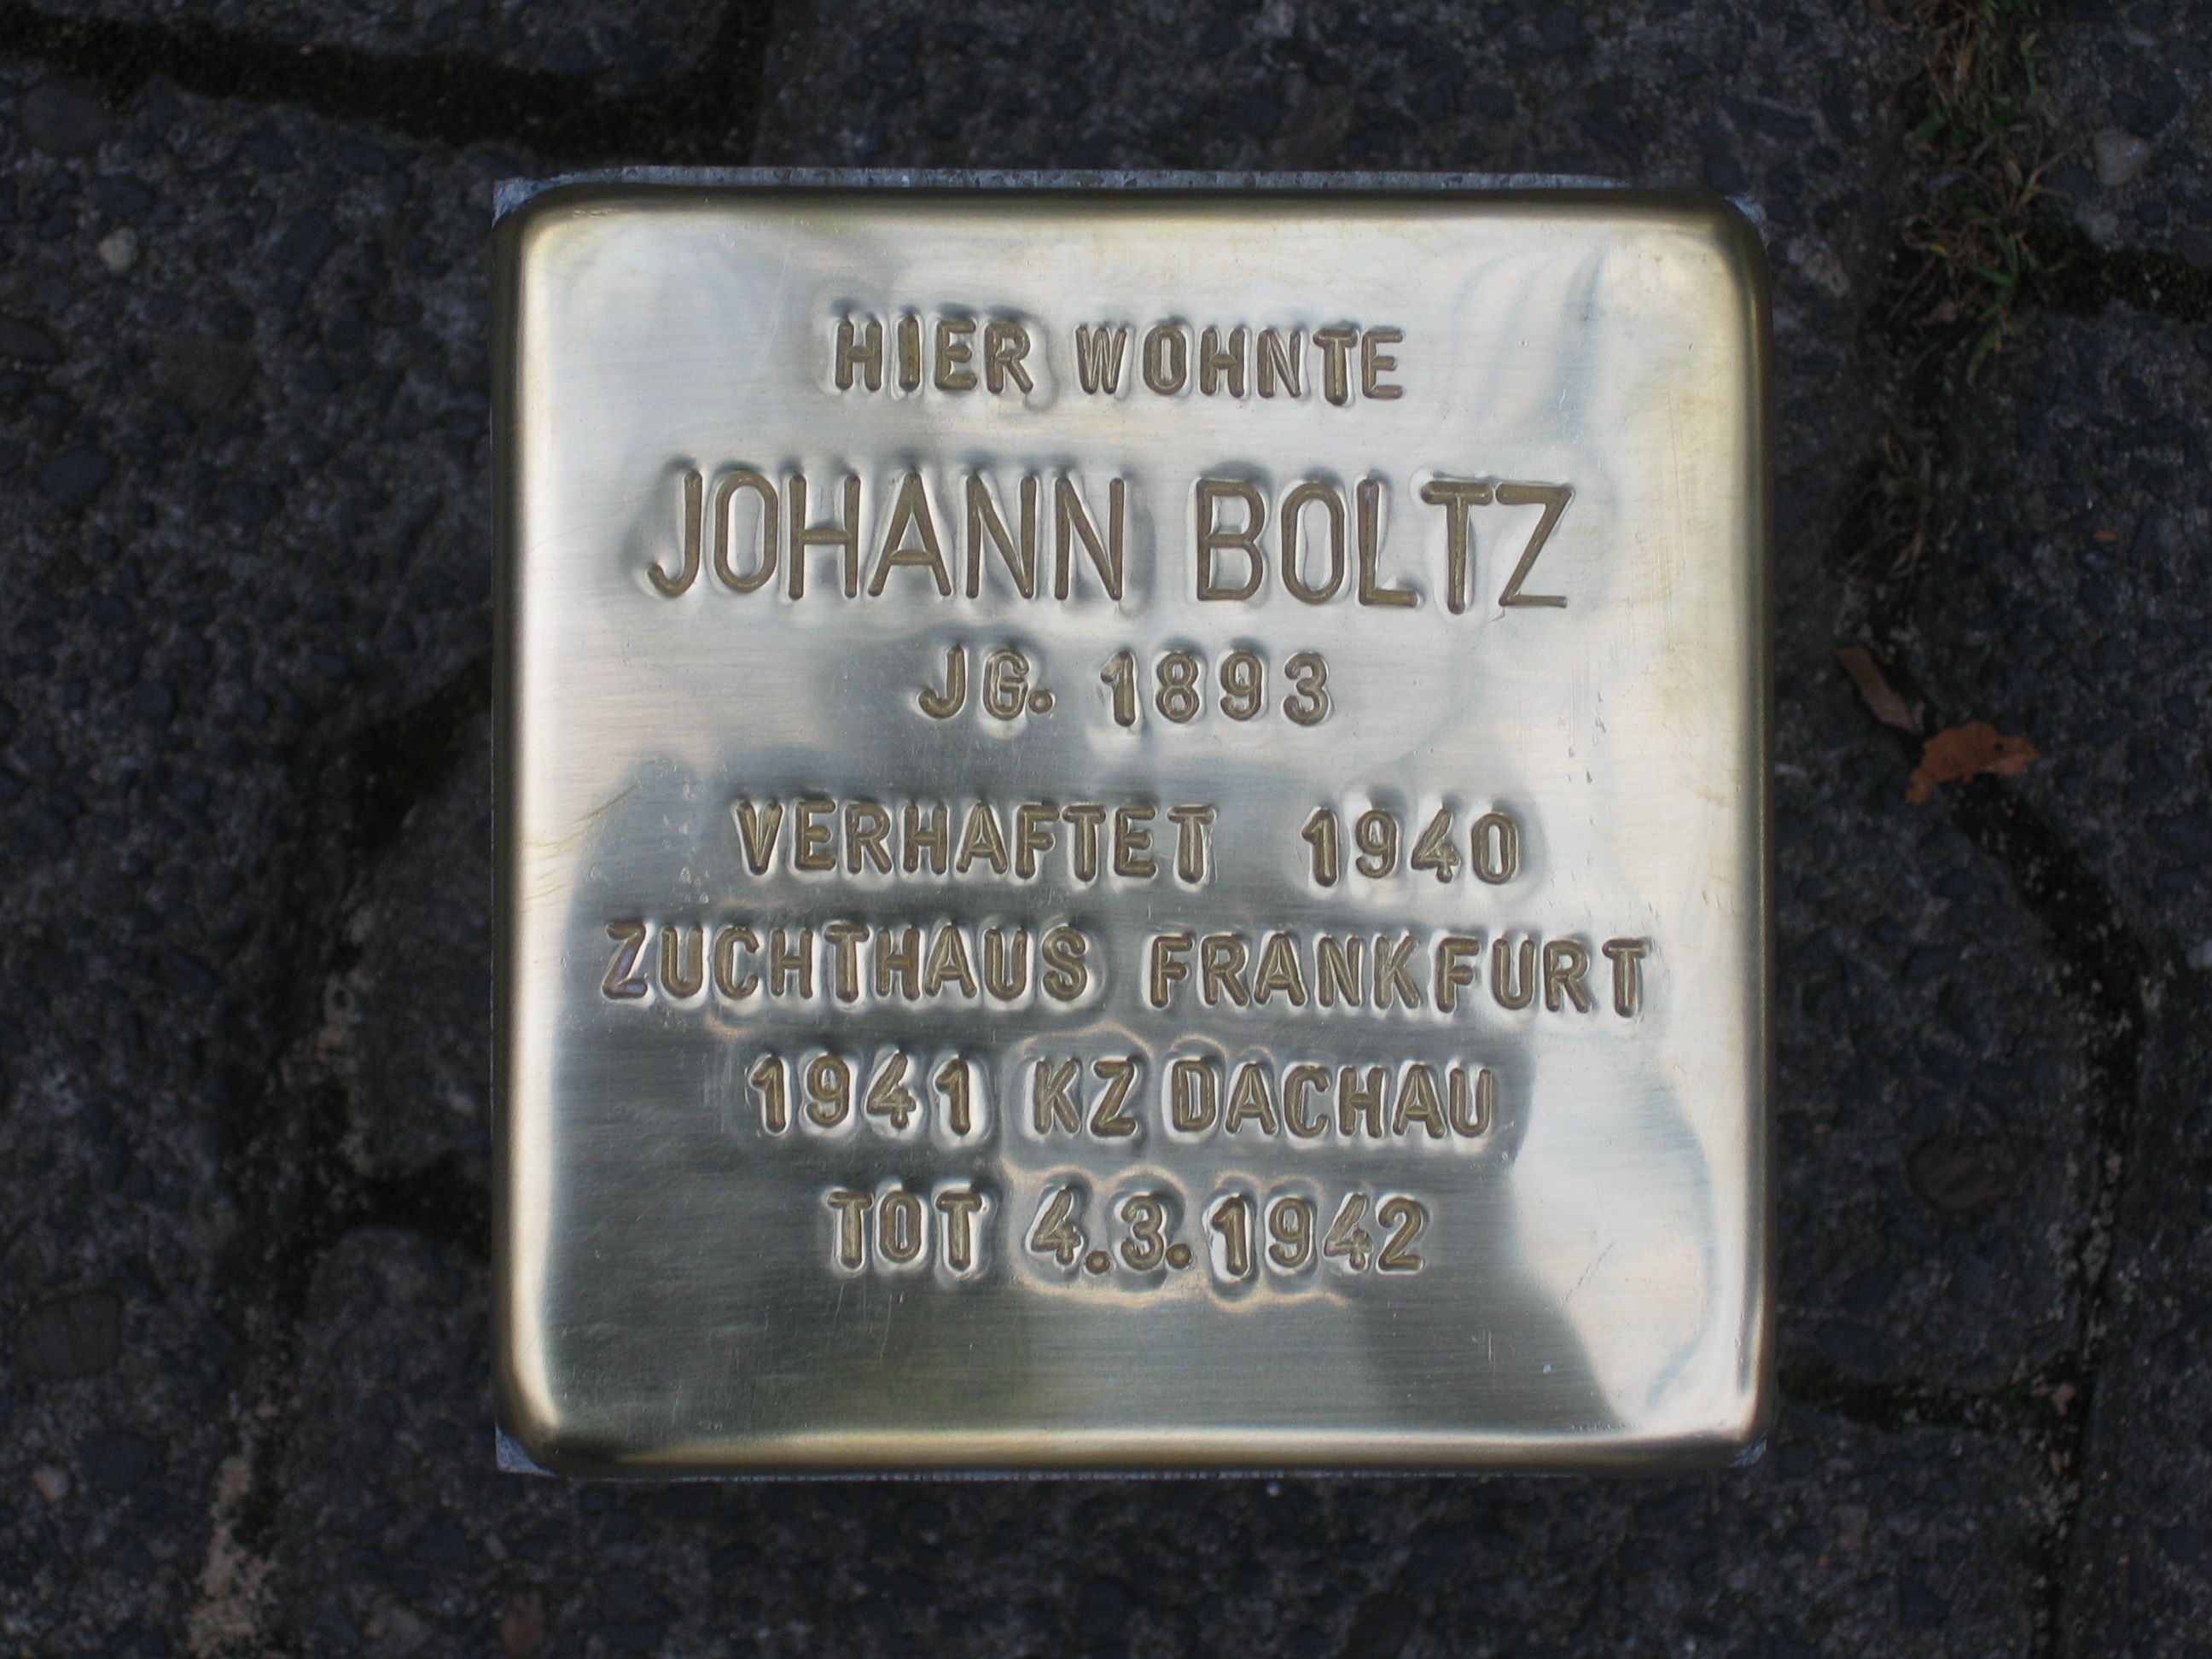 HIER WOHNTE
JOHANN BOLTZ
JG. 1893
VERHAFTET 1940
ZUCHTHAUS FRANKFURT
1941 KZ DACHAU
TOT 4.3.1942